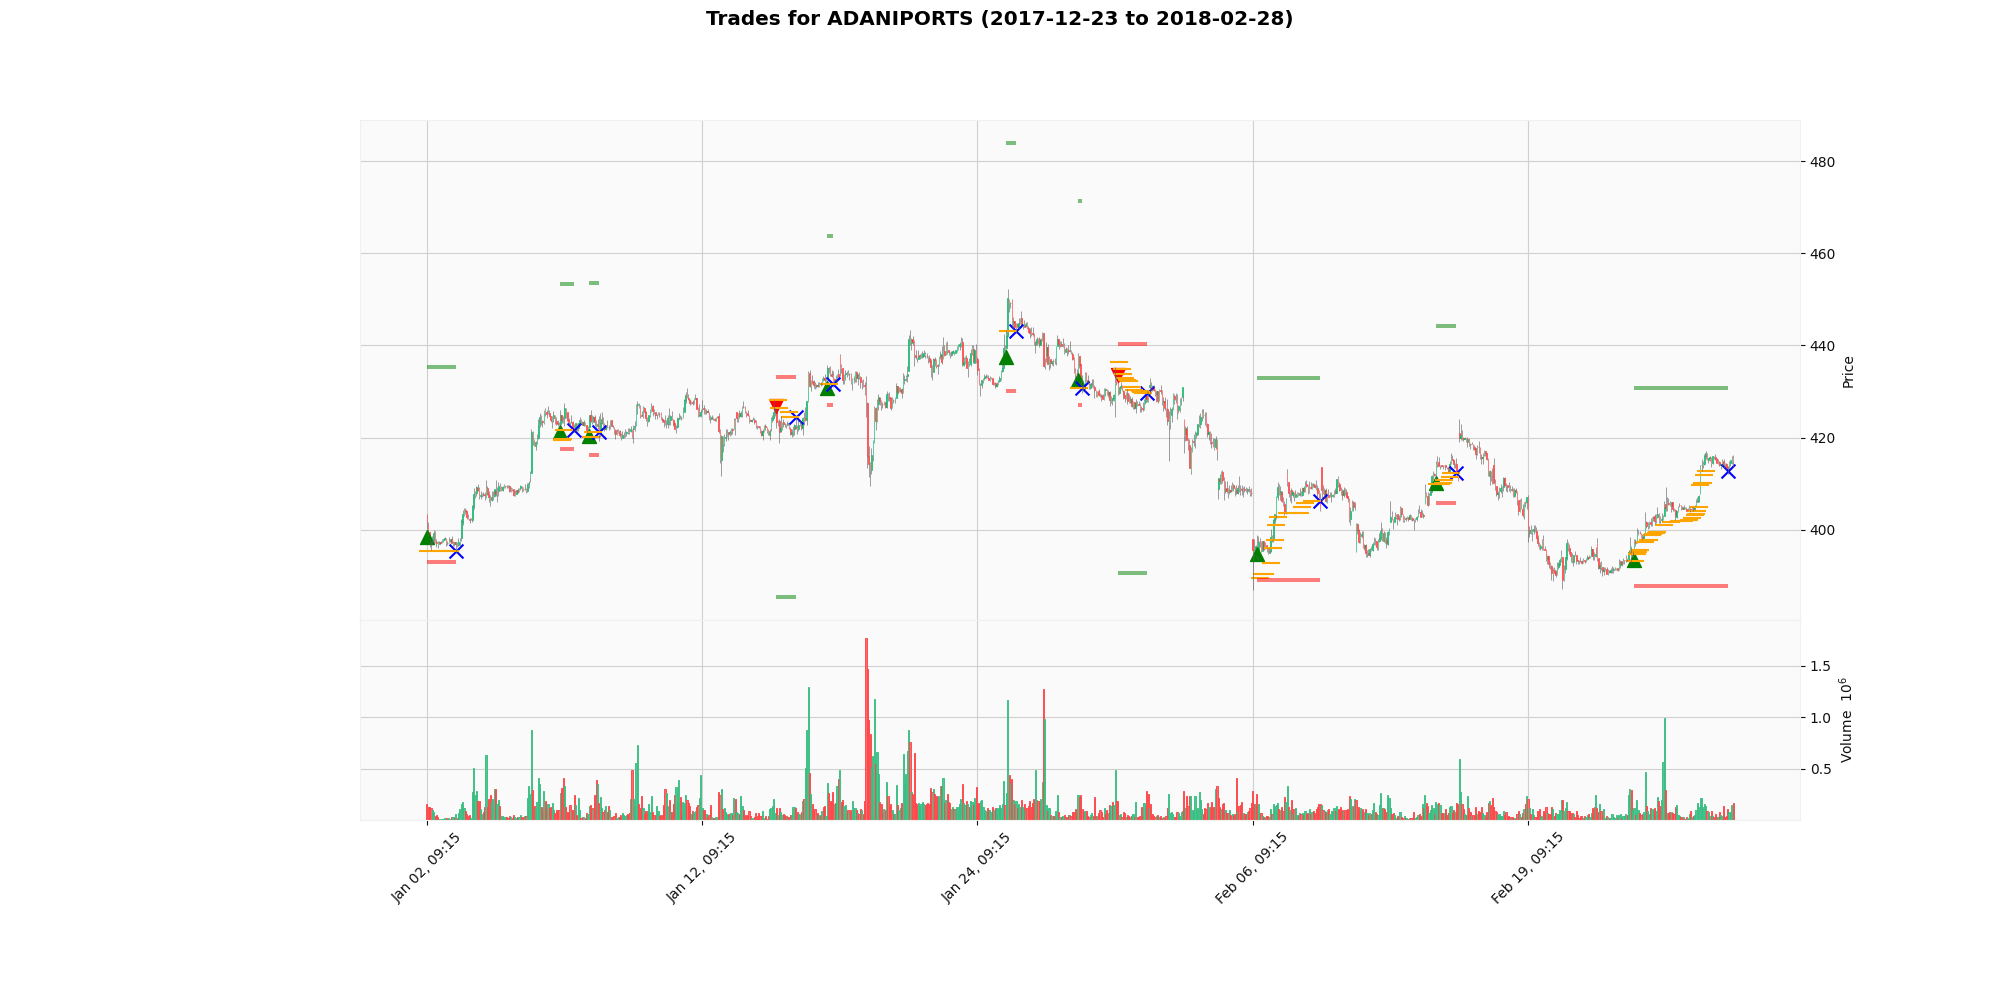 Trades for ADANIPORTS (2017-12-23 to 2018-02-28)
480
460
440
420
400
Price
Price
1.5
1.0
0.5
Volume 10^6
Jan 02, 09:15
Jan 12, 09:15
Jan 24, 09:15
Feb 06, 09:15
Feb 19, 09:15